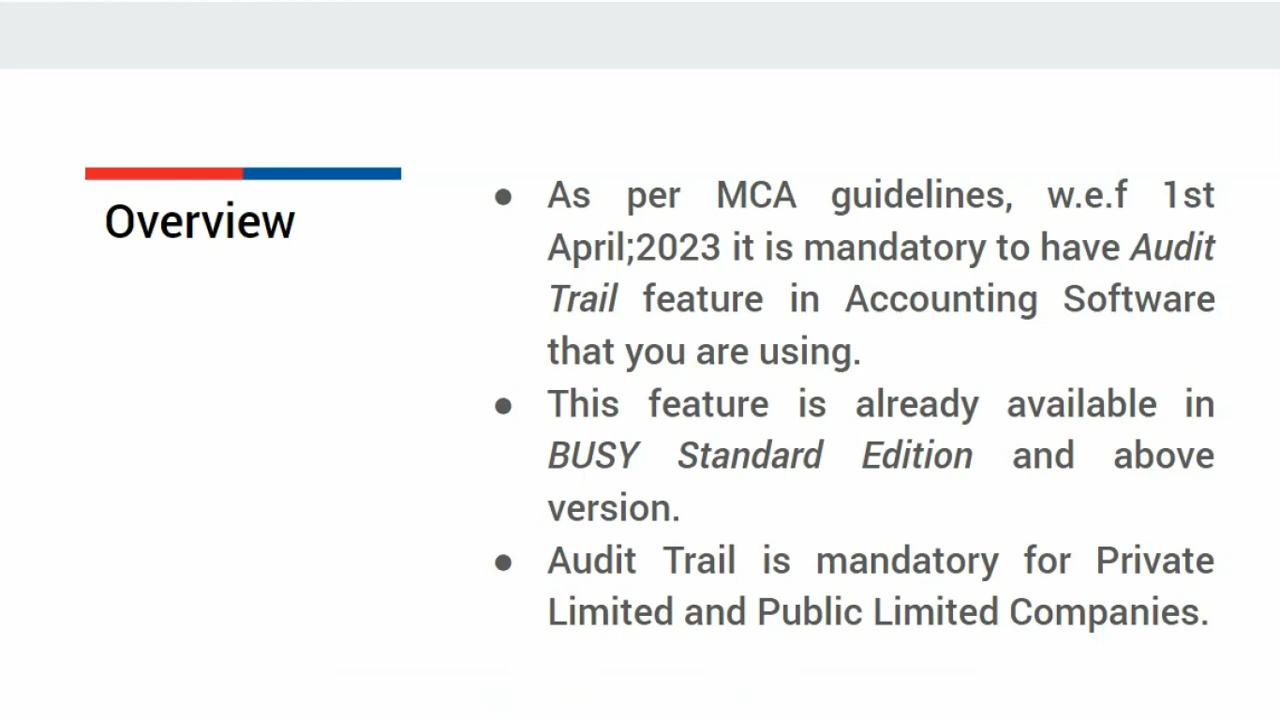 Overview
● As per MCA guidelines, w.e.f 1st
April;2023 it is mandatory to have Audit
Trail feature in Accounting Software
that you are using.
● This feature is already available in
BUSY Standard Edition and above
version.
● Audit Trail is mandatory for Private
Limited and Public Limited Companies.